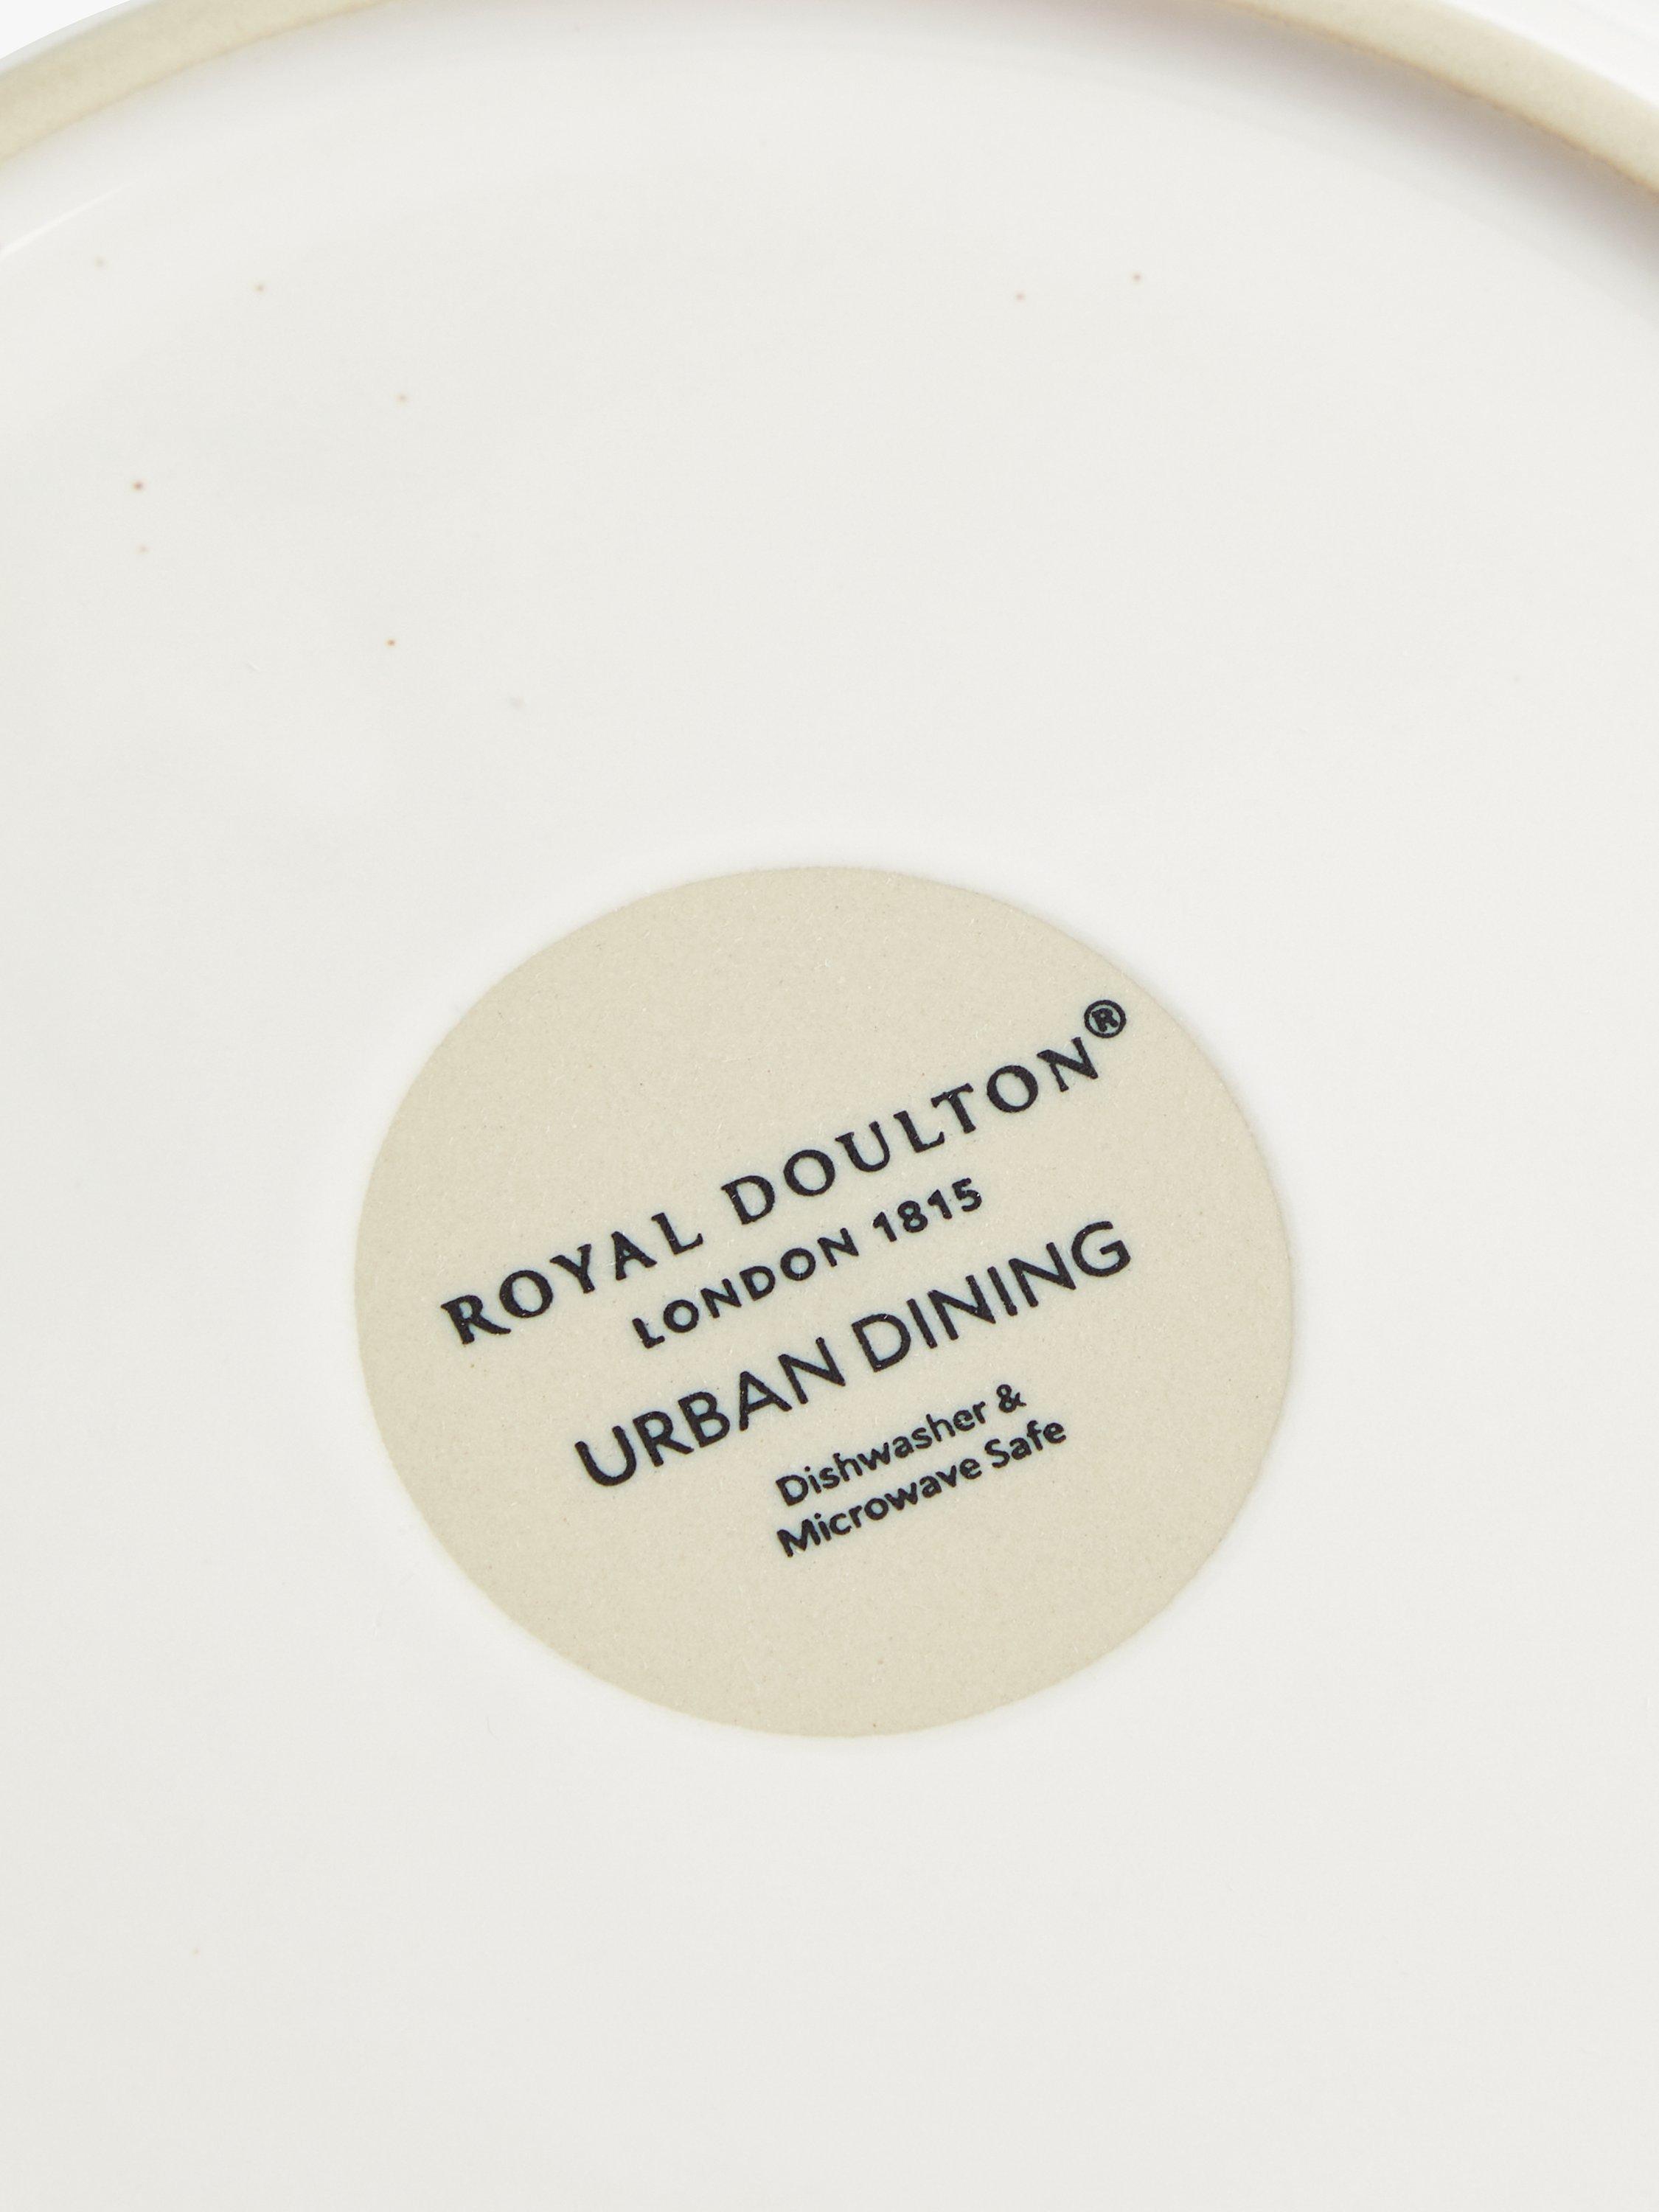 ROYAL DOULTON®
LONDON 1815
URBAN DINING
Dishwasher &
Microwave Safe